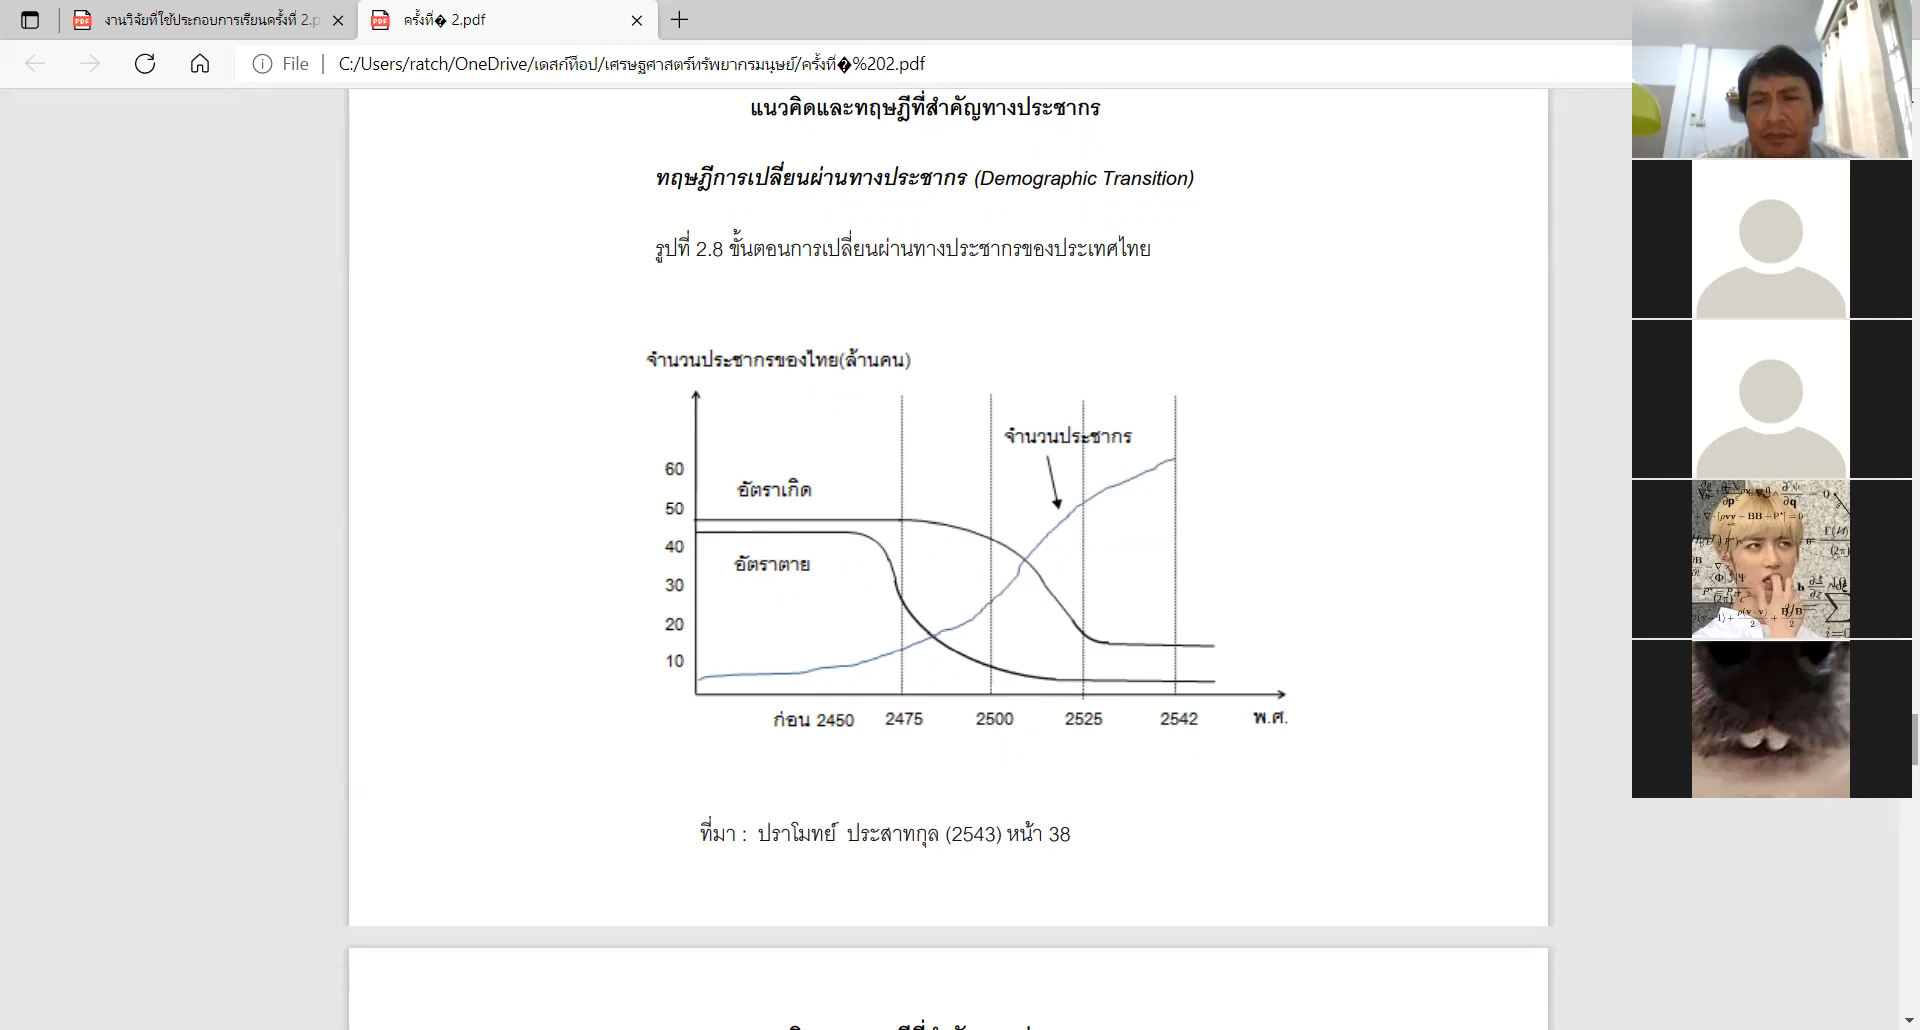 งานวิจัยที่ใช้ประกอบการเรียนครั้งที่ 2.p
ครั้งที่� 2.pdf
File
C:/Users/ratch/OneDrive/เดสก์ท็อป/เศรษฐศาสตร์ทรัพยากรมนุษย์/ครั้งที่�%202.pdf
แนวคิดและทฤษฎีที่สำคัญทางประชากร
ทฤษฎีการเปลี่ยนผ่านทางประชากร (Demographic Transition)
รูปที่ 2.8 ขั้นตอนการเปลี่ยนผ่านทางประชากรของประเทศไทย
จำนวนประชากรของไทย(ล้านคน)
จำนวนประชากร
60
อัตราเกิด
50
40
อัตราตาย
30
20
10
ก่อน 2450 2475 2500 2525 2542 พ.ศ.
ที่มา : ปราโมทย์ ประสาทกุล (2543) หน้า 38